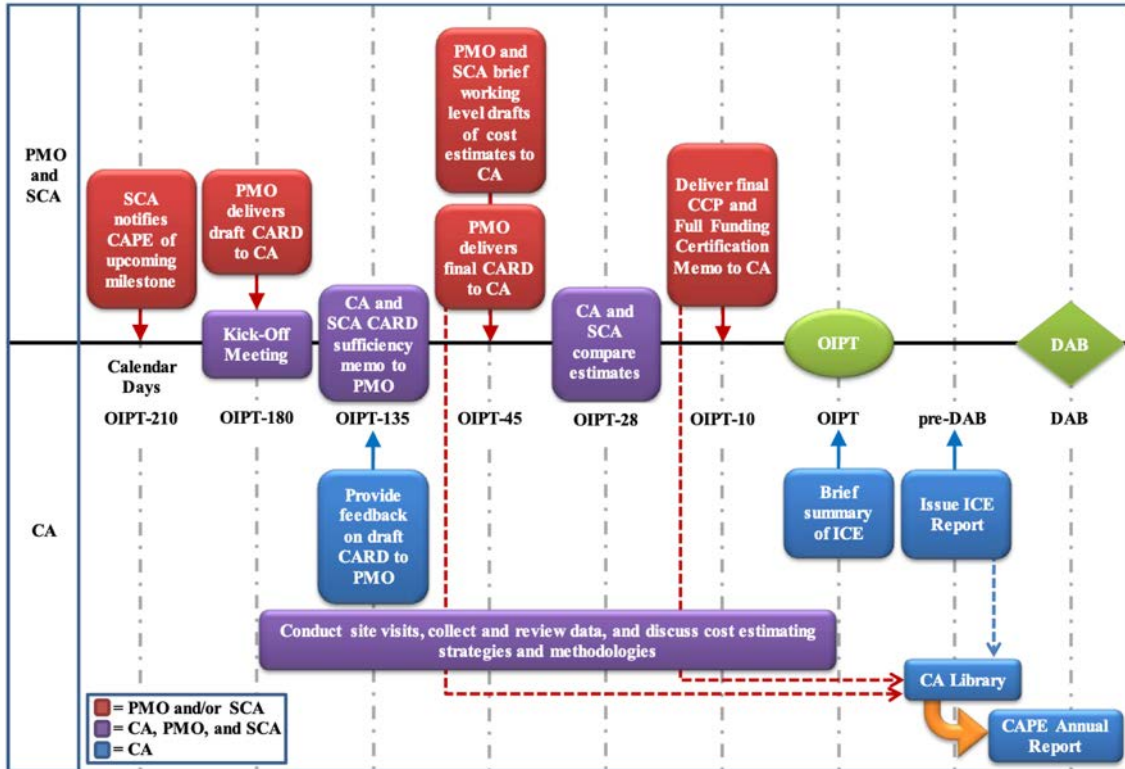 PMO
and
SCA
SCA
notifies
CAPE of
upcoming
milestone
PMO
delivers
draft CARD
to CA
Kick-Off
Meeting
CA and
SCA CARD
sufficiency
memo to
PMO
PMO and
SCA brief
working
level drafts
of cost
estimates to
CA
PMO
delivers
final CARD
to CA
CA and
SCA
compare
estimates
Deliver final
CCP and
Full Funding
Certification
Memo to CA
OIPT
DAB
Calendar
Days
OIPT-210
OIPT-180
OIPT-135
OIPT-45
OIPT-28
OIPT-10
OIPT
pre-DAB
DAB
CA
Provide
feedback
on draft
CARD to
PMO
Brief
summary
of ICE
Issue ICE
Report
Conduct site visits, collect and review data, and discuss cost estimating
strategies and methodologies
CA Library
CAPE Annual
Report
= PMO and/or SCA
= CA, PMO, and SCA
= CA